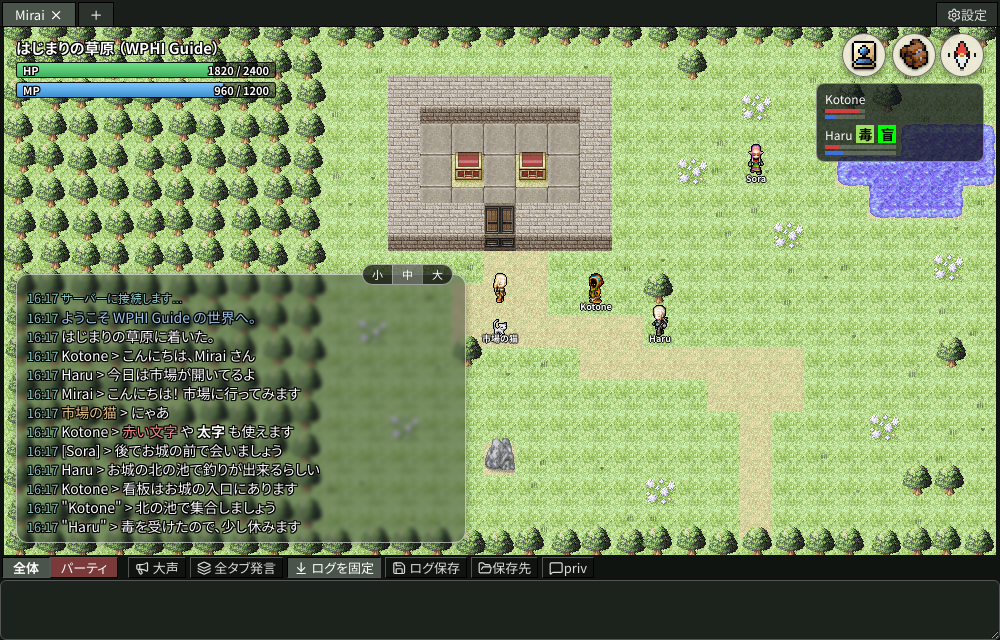 Mirai ×
+
設定
はじまりの草原 (WPHI Guide)
HP 1820 / 2400
MP 960 / 1200
Kotone
Haru 毒 盲
Sora
Kotone
市場の猫
Haru
小 中 大
16:17 サーバーに接続します...
16:17 ようこそ WPHI Guide の世界へ。
16:17 はじまりの草原に着いた。
16:17 Kotone > こんにちは、Mirai さん
16:17 Haru > 今日は市場が開いてるよ
16:17 Mirai > こんにちは！市場に行ってみます
16:17 市場の猫 > にゃあ
16:17 Kotone > 赤い文字 や 太字 も使えます
16:17 [Sora] > 後でお城の前で会いましょう
16:17 Haru > お城の北の池で釣りが出来るらしい
16:17 Kotone > 看板はお城の入口にあります
16:17 "Kotone" > 北の池で集合しましょう
16:17 "Haru" > 毒を受けたので、少し休みます
全体 パーティ 大声 全タブ発言 ログを固定 ログ保存 保存先 priv